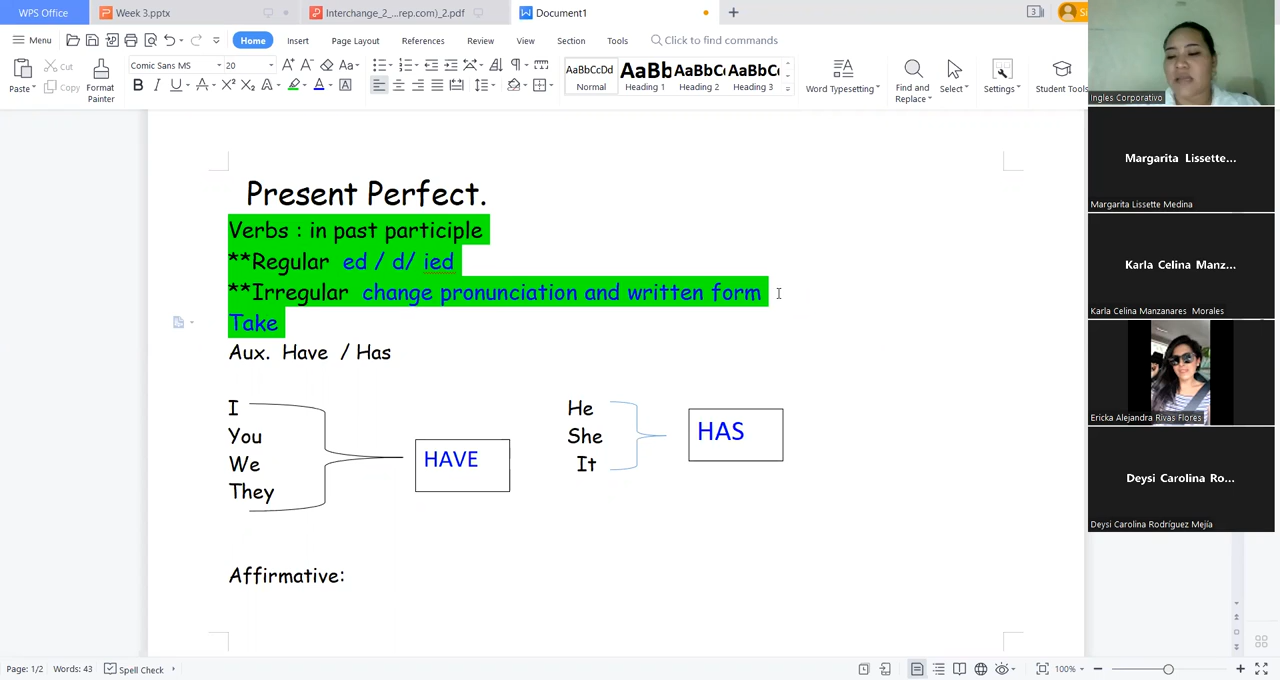 WPS Office
Week 3.pptx
Interchange_2_...rep.com)_2.pdf
Document1
3
Menu
Home
Insert
Page Layout
References
Review
View
Section
Tools
Click to find commands
Paste
Cut
Copy
Format Painter
Comic Sans MS
20
AaBbCcDd
Normal
AaBb
Heading 1
AaBbC
Heading 2
AaBbC
Heading 3
Word Typesetting
Find and Replace
Select
Settings
Student Tools
Present Perfect.
Verbs : in past participle
**Regular ed / d/ ied
**Irregular change pronunciation and written form
Take
Aux. Have / Has
I
You
We
They
HAVE
He
She
It
HAS
Affirmative:
Ingles Corporativo
Margarita Lissette...
Margarita Lissette Medina
Karla Celina Manz...
Karla Celina Manzanares Morales
Ericka Alejandra Rivas Flores
Deysi Carolina Ro...
Deysi Carolina Rodríguez Mejía
Page: 1/2
Words: 43
Spell Check
100%